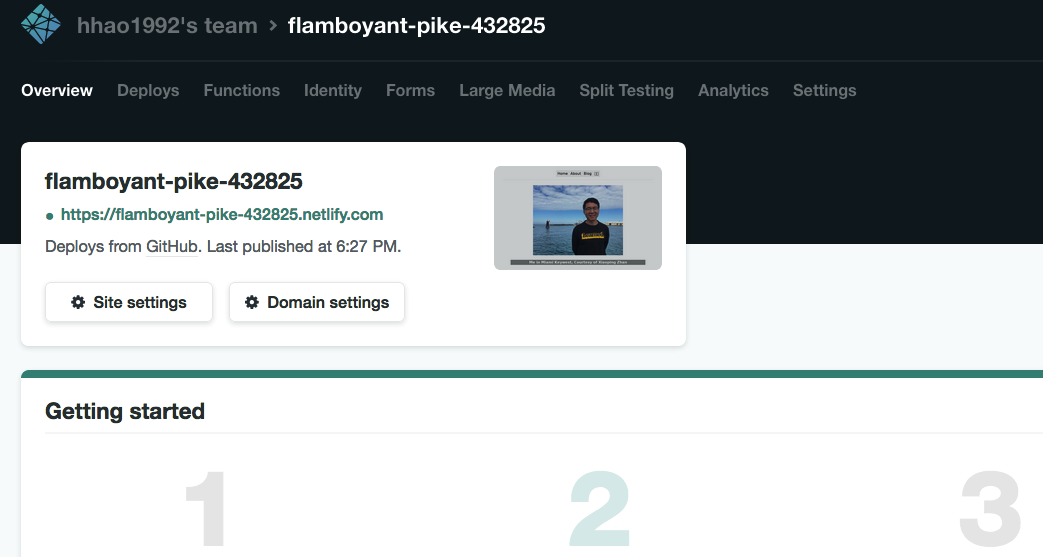 hhao1992's team > flamboyant-pike-432825
Overview Deploys Functions Identity Forms Large Media Split Testing Analytics Settings
flamboyant-pike-432825
https://flamboyant-pike-432825.netlify.com
Deploys from GitHub. Last published at 6:27 PM.
Site settings Domain settings
Home About Blog
Getting started
1 2 3